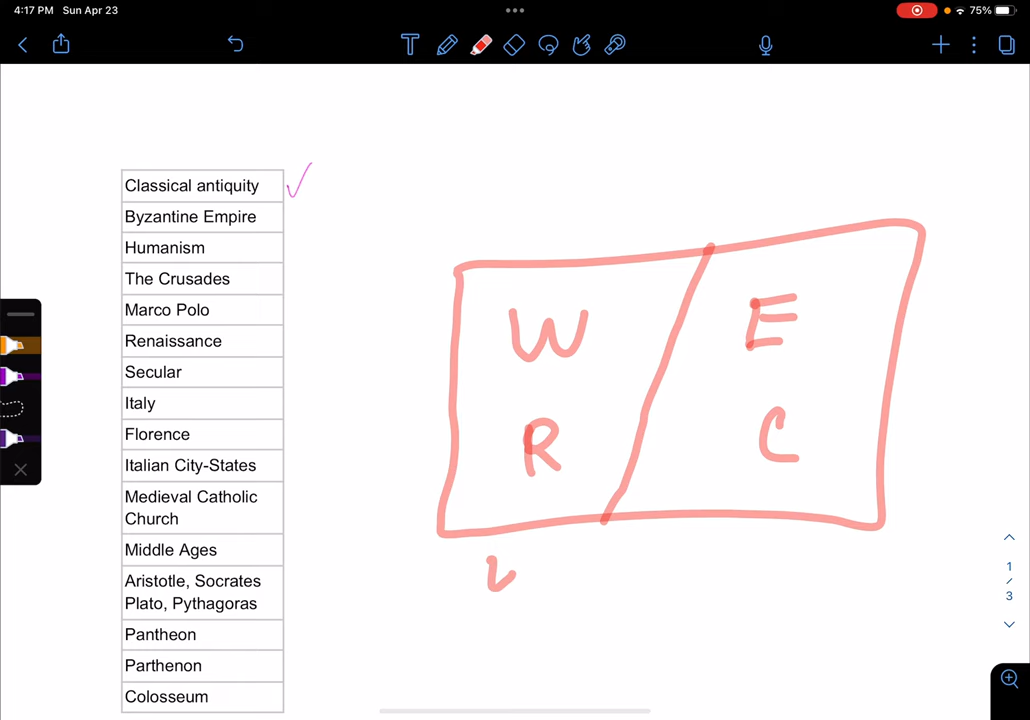 4:17 PM Sun Apr 23
75%
Classical antiquity
Byzantine Empire
Humanism
The Crusades
Marco Polo
Renaissance
Secular
Italy
Florence
Italian City-States
Medieval Catholic
Church
Middle Ages
Aristotle, Socrates
Plato, Pythagoras
Pantheon
Parthenon
Colosseum
W E
R C
1
/
3